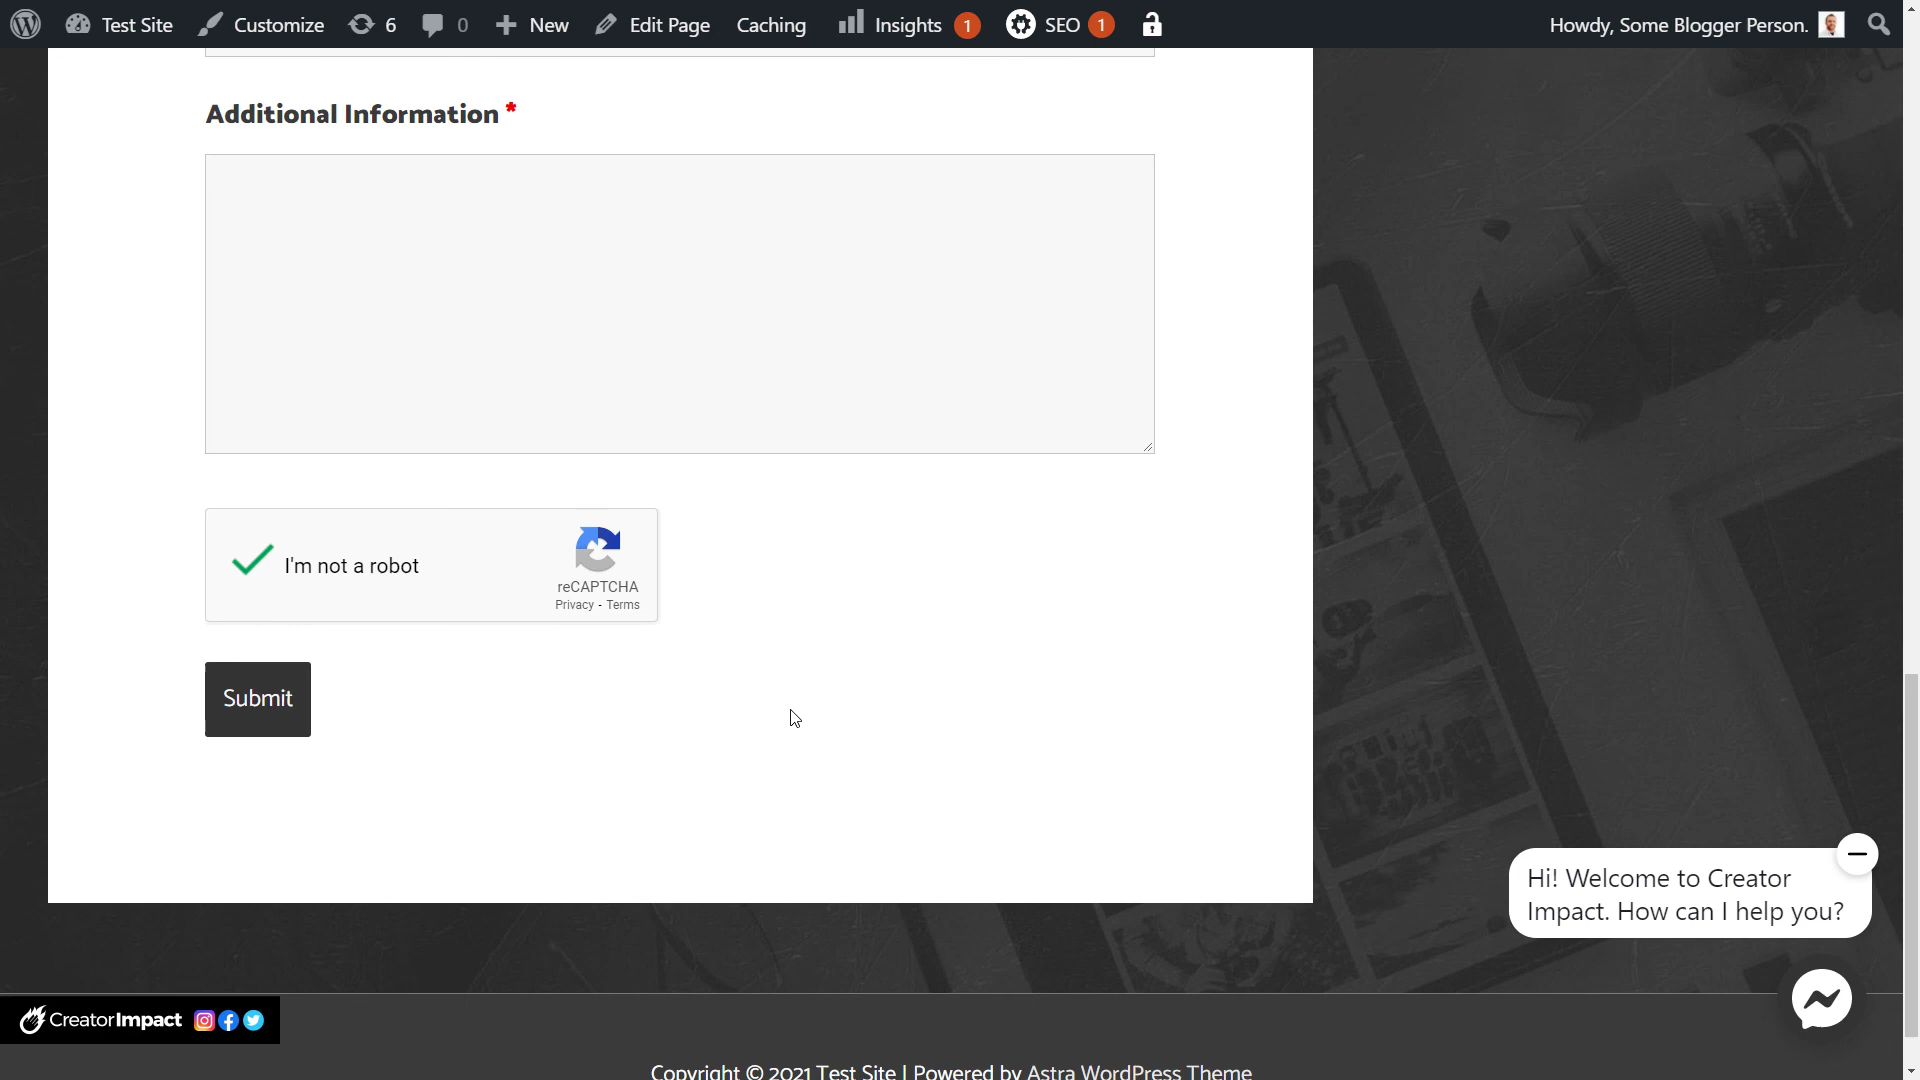 Test Site Customize 6 0 New Edit Page Caching Insights 1 SEO 1 Howdy, Some Blogger Person.
Additional Information *
I'm not a robot
reCAPTCHA
Privacy - Terms
Submit
Hi! Welcome to Creator
Impact. How can I help you?
CreatorImpact
Copyright © 2021 Test Site | Powered by Astra WordPress Theme